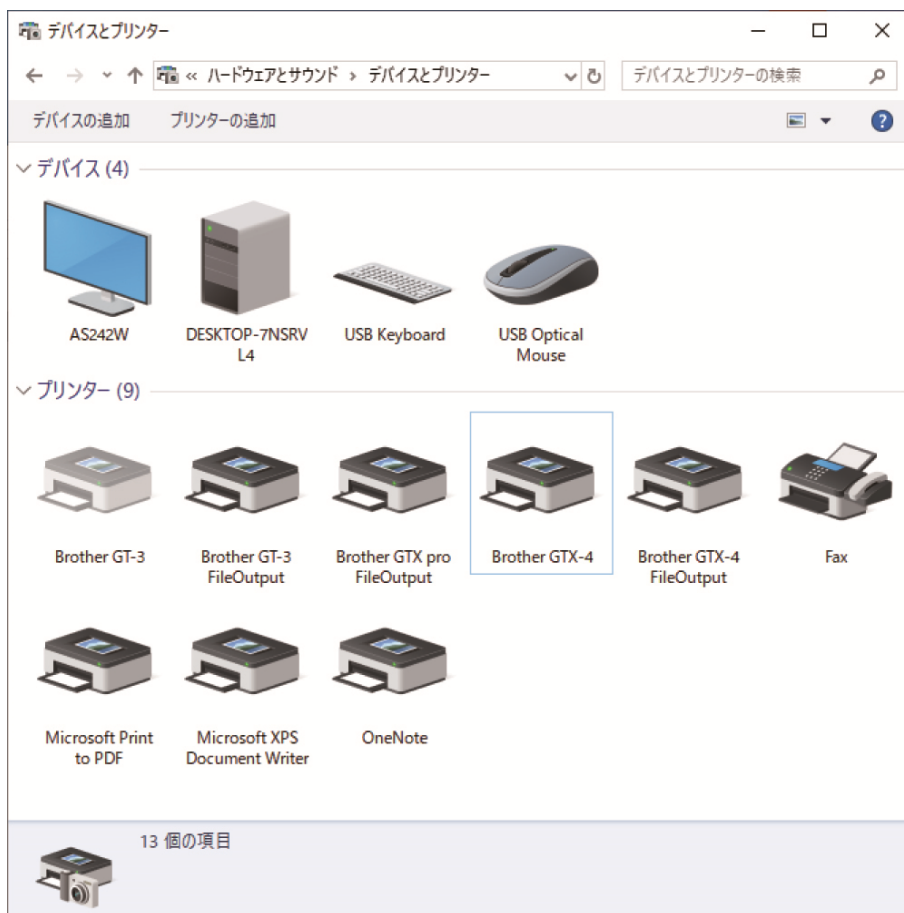 デバイスとプリンター
« ハードウェアとサウンド › デバイスとプリンター
デバイスとプリンターの検索
デバイスの追加
プリンターの追加
?
デバイス (4)
AS242W
DESKTOP-7NSRV
L4
USB Keyboard
USB Optical
Mouse
プリンター (9)
Brother GT-3
Brother GT-3
FileOutput
Brother GTX pro
FileOutput
Brother GTX-4
Brother GTX-4
FileOutput
Fax
Microsoft Print
to PDF
Microsoft XPS
Document Writer
OneNote
13 個の項目